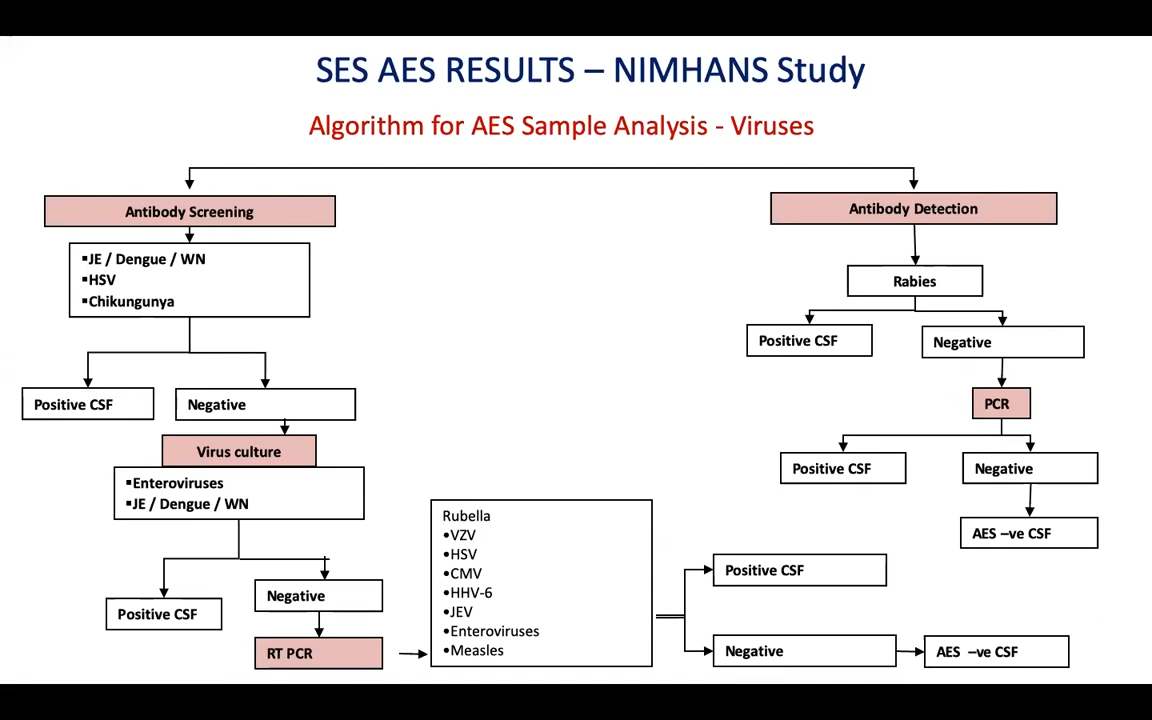 SES AES RESULTS – NIMHANS Study
Algorithm for AES Sample Analysis - Viruses
Antibody Screening
▪JE / Dengue / WN
▪HSV
▪Chikungunya
Positive CSF
Negative
Virus culture
▪Enteroviruses
▪JE / Dengue / WN
Positive CSF
Negative
RT PCR
Rubella
•VZV
•HSV
•CMV
•HHV-6
•JEV
•Enteroviruses
•Measles
Positive CSF
Negative
AES –ve CSF
Antibody Detection
Rabies
Positive CSF
Negative
PCR
Positive CSF
Negative
AES –ve CSF